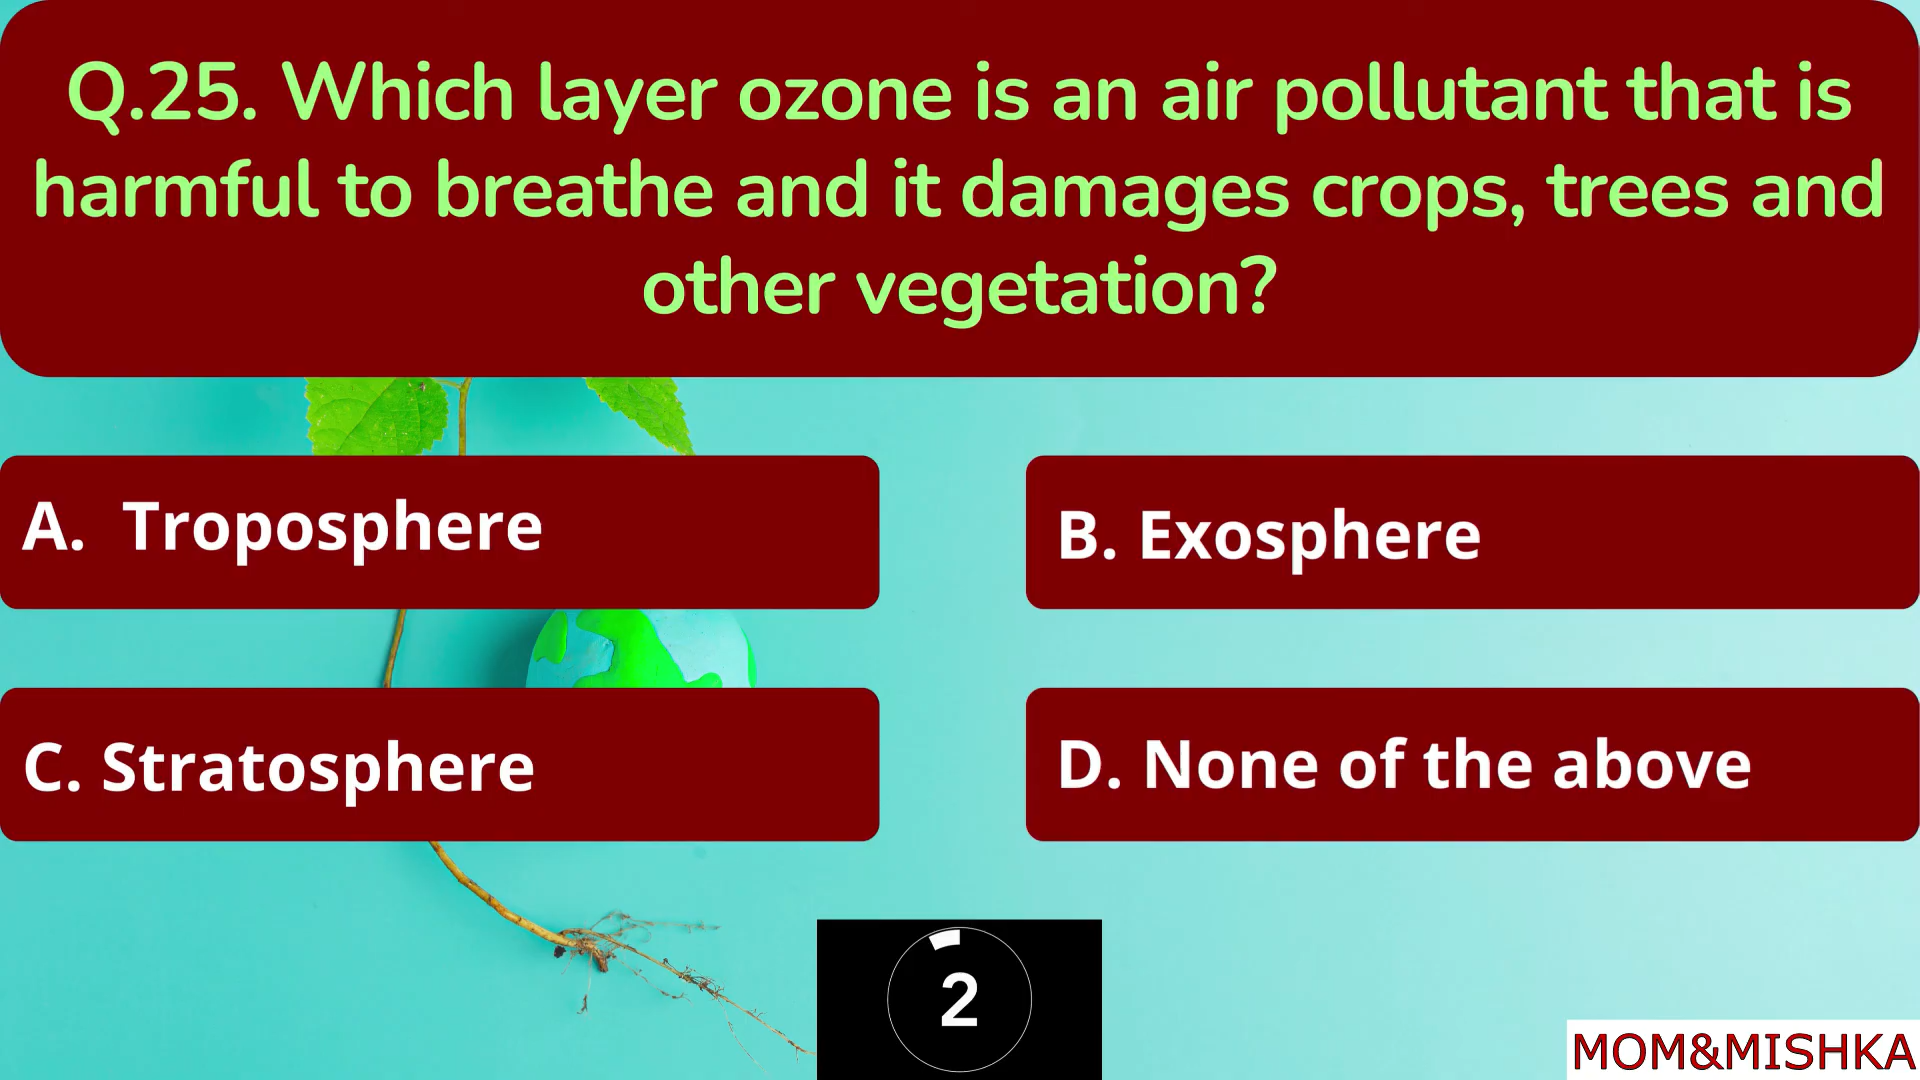 Q.25. Which layer ozone is an air pollutant that is
harmful to breathe and it damages crops, trees and
other vegetation?
A. Troposphere
B. Exosphere
C. Stratosphere
D. None of the above
2
MOM&MISHKA